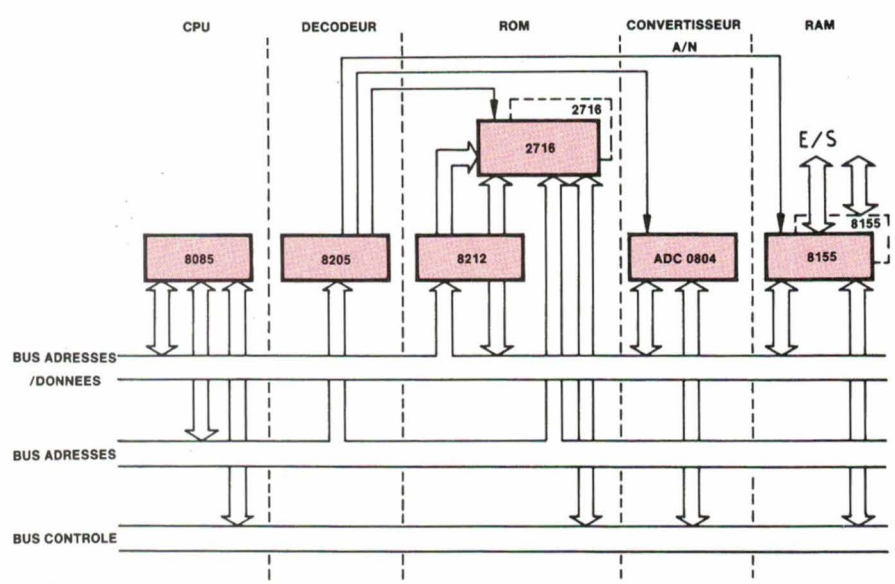 CPU
DECODEUR
ROM
CONVERTISSEUR
A/N
RAM
2716
2716
E/S
8155
8085
8205
8212
ADC 0804
8155
BUS ADRESSES
/DONNEES
BUS ADRESSES
BUS CONTROLE